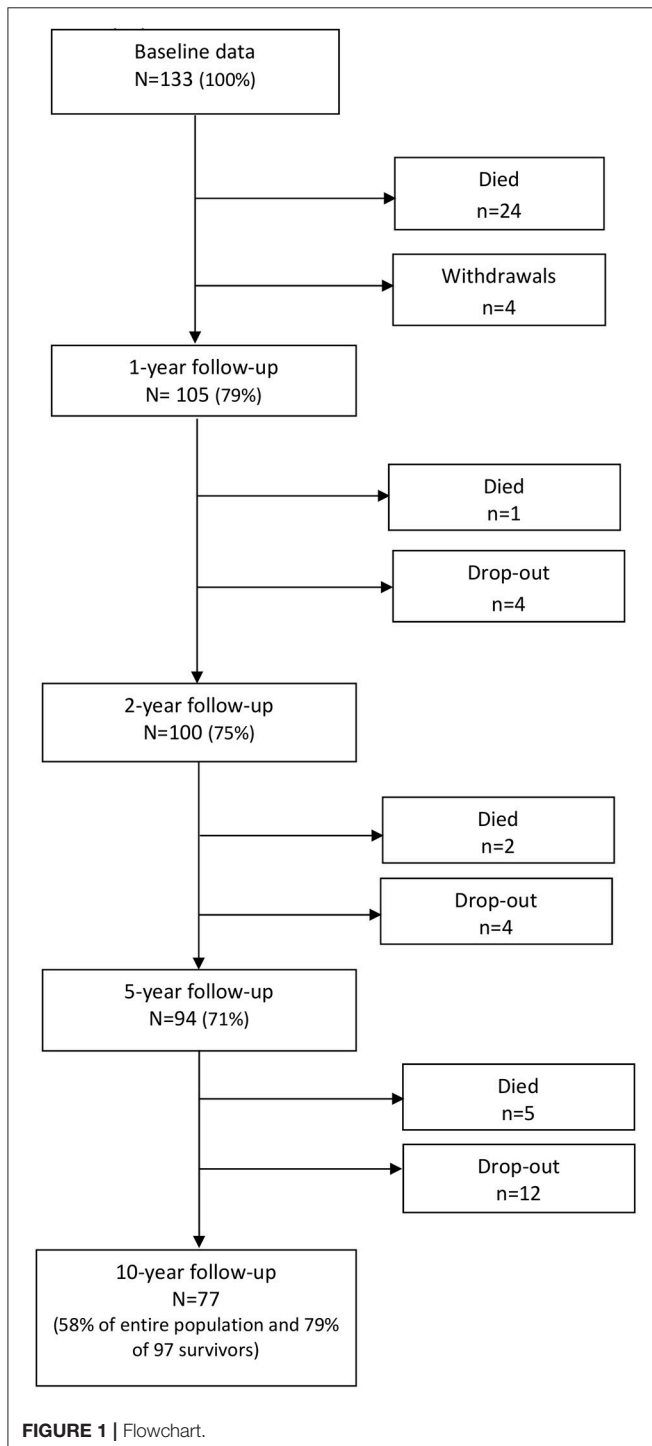 Baseline data
N=133 (100%)
Died
n=24
Withdrawals
n=4
1-year follow-up
N= 105 (79%)
Died
n=1
Drop-out
n=4
2-year follow-up
N=100 (75%)
Died
n=2
Drop-out
n=4
5-year follow-up
N=94 (71%)
Died
n=5
Drop-out
n=12
10-year follow-up
N=77
(58% of entire population and 79%
of 97 survivors)
FIGURE 1 | Flowchart.